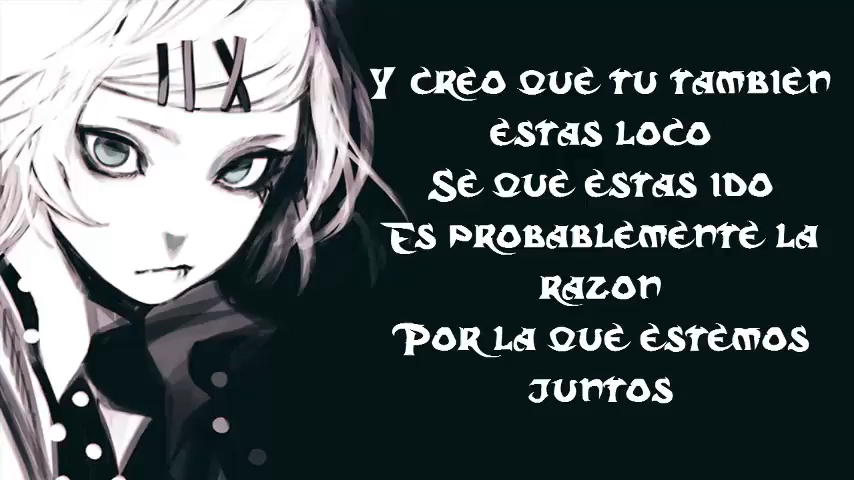 Y creo que tu tambien
estas loco
Se que estas ido
Es probablemente la
razon
Por la que estemos
juntos